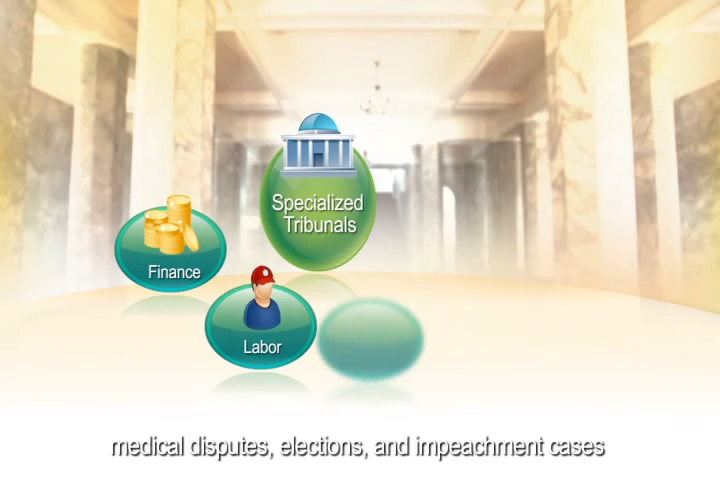 Specialized
Tribunals
Finance
Labor
medical disputes, elections, and impeachment cases